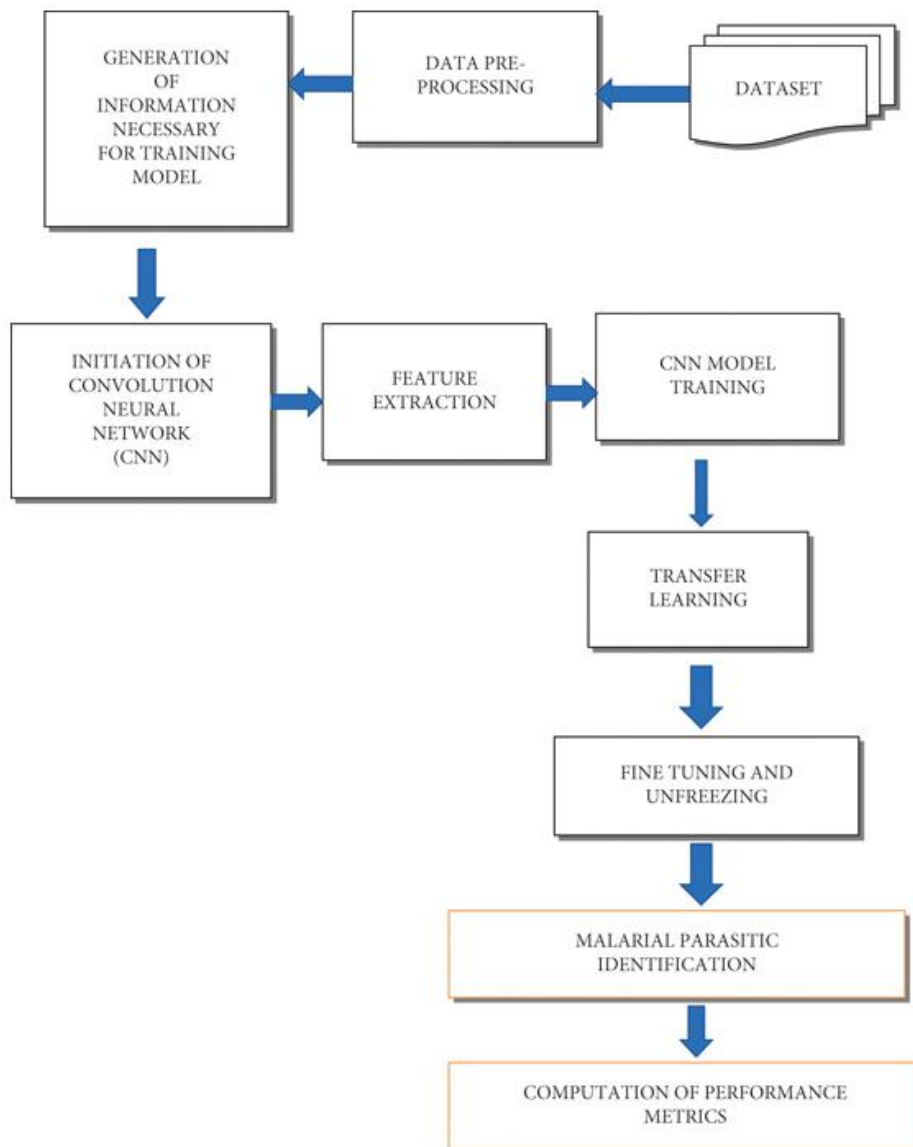 DATASET
DATA PRE-
PROCESSING
GENERATION
OF
INFORMATION
NECESSARY
FOR TRAINING
MODEL
INITIATION OF
CONVOLUTION
NEURAL
NETWORK
(CNN)
FEATURE
EXTRACTION
CNN MODEL
TRAINING
TRANSFER
LEARNING
FINE TUNING AND
UNFREEZING
MALARIAL PARASITIC
IDENTIFICATION
COMPUTATION OF PERFORMANCE
METRICS